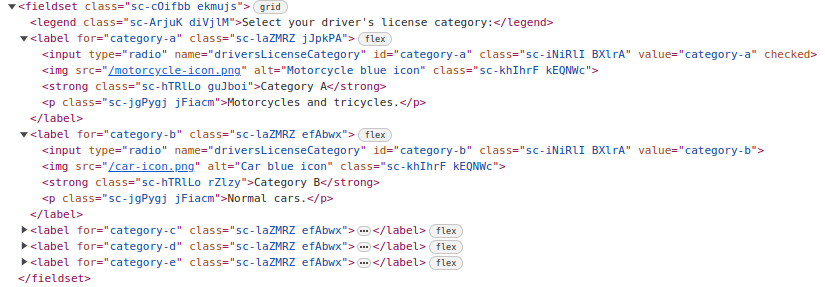 <fieldset class="sc-cOifbb ekmujs"> grid
<legend class="sc-ArjuK diVjlM">Select your driver's license category:</legend>
<label for="category-a" class="sc-laZMRZ jJpkPA"> flex
<input type="radio" name="driversLicenseCategory" id="category-a" class="sc-iNiRlI BXlrA" value="category-a" checked>
<img src="/motorcycle-icon.png" alt="Motorcycle blue icon" class="sc-khIhrF kEQNWc">
<strong class="sc-hTRlLo guJboi">Category A</strong>
<p class="sc-jgPygj jFiacm">Motorcycles and tricycles.</p>
</label>
<label for="category-b" class="sc-laZMRZ efAbwx"> flex
<input type="radio" name="driversLicenseCategory" id="category-b" class="sc-iNiRlI BXlrA" value="category-b">
<img src="/car-icon.png" alt="Car blue icon" class="sc-khIhrF kEQNWc">
<strong class="sc-hTRlLo rZlzy">Category B</strong>
<p class="sc-jgPygj jFiacm">Normal cars.</p>
</label>
<label for="category-c" class="sc-laZMRZ efAbwx">…</label> flex
<label for="category-d" class="sc-laZMRZ efAbwx">…</label> flex
<label for="category-e" class="sc-laZMRZ efAbwx">…</label> flex
</fieldset>